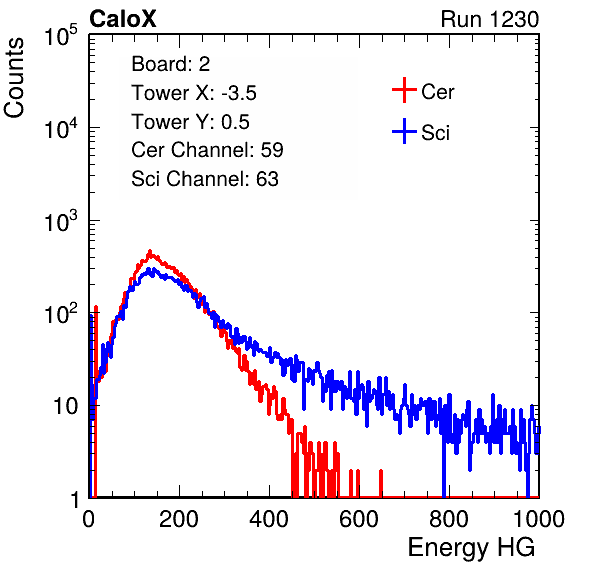 CaloX Run 1230
Counts
10^5
10^4
10^3
10^2
10
1
Board: 2
Tower X: -3.5
Tower Y: 0.5
Cer Channel: 59
Sci Channel: 63
Cer
Sci
0 200 400 600 800 1000
Energy HG